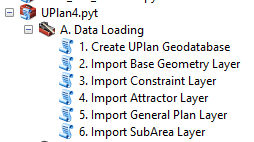 UPlan4.pyt
A. Data Loading
1. Create UPlan Geodatabase
2. Import Base Geometry Layer
3. Import Constraint Layer
4. Import Attractor Layer
5. Import General Plan Layer
6. Import SubArea Layer